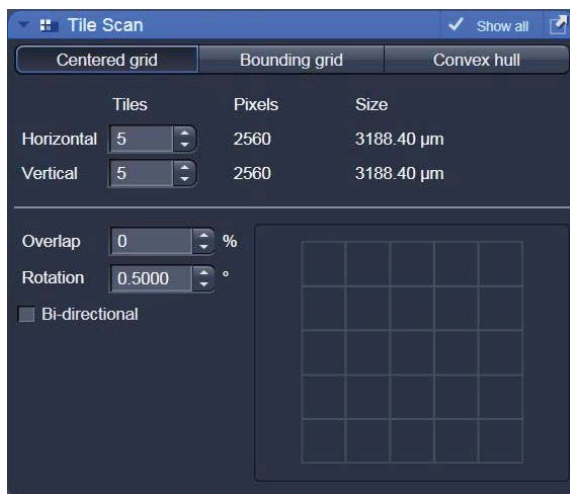 Tile Scan Show all
Centered grid Bounding grid Convex hull
Tiles Pixels Size
Horizontal 5 2560 3188.40 µm
Vertical 5 2560 3188.40 µm
Overlap 0 %
Rotation 0.5000 °
Bi-directional